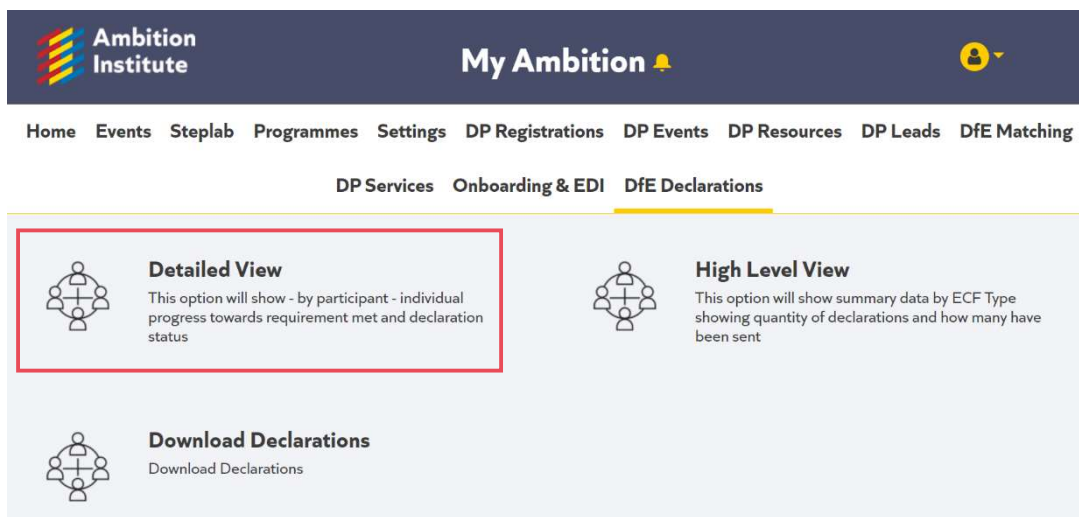 Ambition
Institute
My Ambition
Home Events Steplab Programmes Settings DP Registrations DP Events DP Resources DP Leads DfE Matching
DP Services Onboarding & EDI DfE Declarations
Detailed View
This option will show - by participant - individual
progress towards requirement met and declaration
status
High Level View
This option will show summary data by ECF Type
showing quantity of declarations and how many have
been sent
Download Declarations
Download Declarations